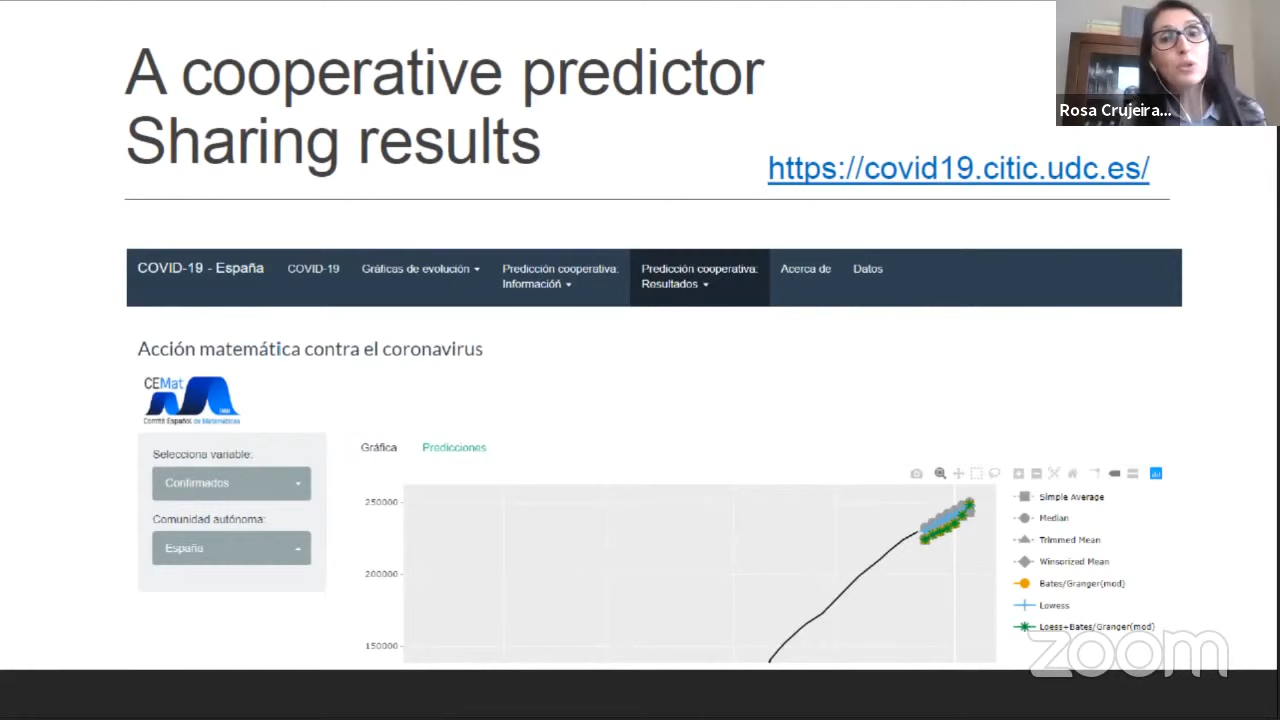 A cooperative predictor
Sharing results
https://covid19.citic.udc.es/
Rosa Crujeira...
COVID-19 - España
COVID-19
Gráficas de evolución
Predicción cooperativa:
Información
Predicción cooperativa:
Resultados
Acerca de
Datos
Acción matemática contra el coronavirus
CEMat
Comité Español de Matemáticas
Selecciona variable:
Confirmados
Comunidad autónoma:
España
Gráfica
Predicciones
250000
200000
150000
Simple Average
Median
Trimmed Mean
Winsorized Mean
Bates/Granger(mod)
Lowess
Loess+Bates/Granger(mod)
zoom